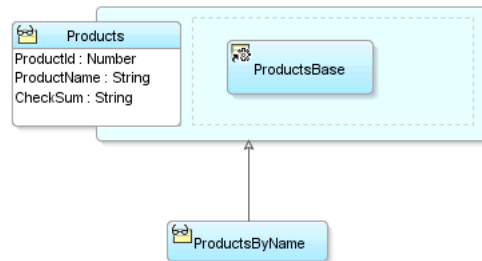 Products
ProductId : Number
ProductName : String
CheckSum : String
ProductsBase
ProductsByName